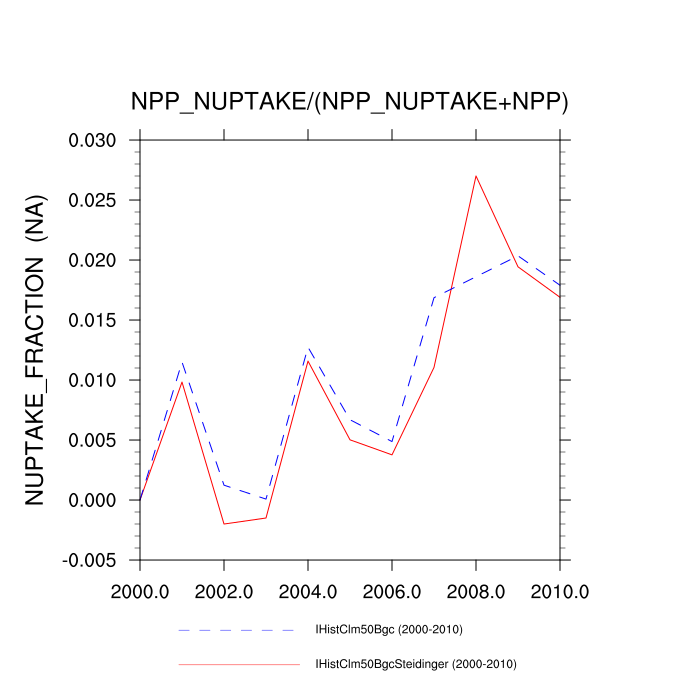 NPP_NUPTAKE/(NPP_NUPTAKE+NPP)
NUPTAKE_FRACTION (NA)
0.030
0.025
0.020
0.015
0.010
0.005
0.000
-0.005
2000.0 2002.0 2004.0 2006.0 2008.0 2010.0
IHistClm50Bgc (2000-2010)
IHistClm50BgcSteidinger (2000-2010)